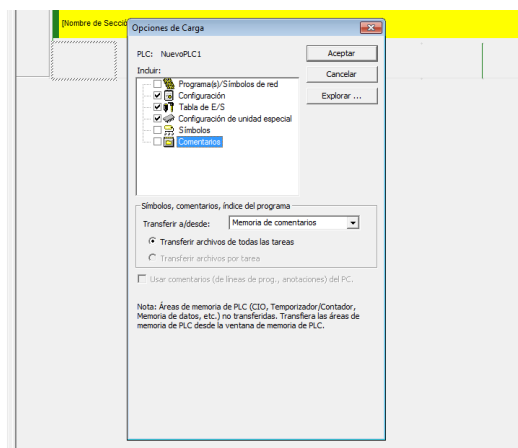 [Nombre de Secció
Opciones de Carga
PLC: NuevoPLC1
Aceptar
Incluir:
Cancelar
Programa(s)/Símbolos de red
Configuración
Explorar ...
Tabla de E/S
Configuración de unidad especial
Símbolos
Comentarios
Símbolos, comentarios, índice del programa
Transferir a/desde: Memoria de comentarios
Transferir archivos de todas las tareas
Transferir archivos por tarea
Usar comentarios (de líneas de prog., anotaciones) del PC.
Nota: Áreas de memoria de PLC (CIO, Temporizador/Contador,
Memoria de datos, etc.) no transferidas. Transfiera las áreas de
memoria de PLC desde la ventana de memoria de PLC.